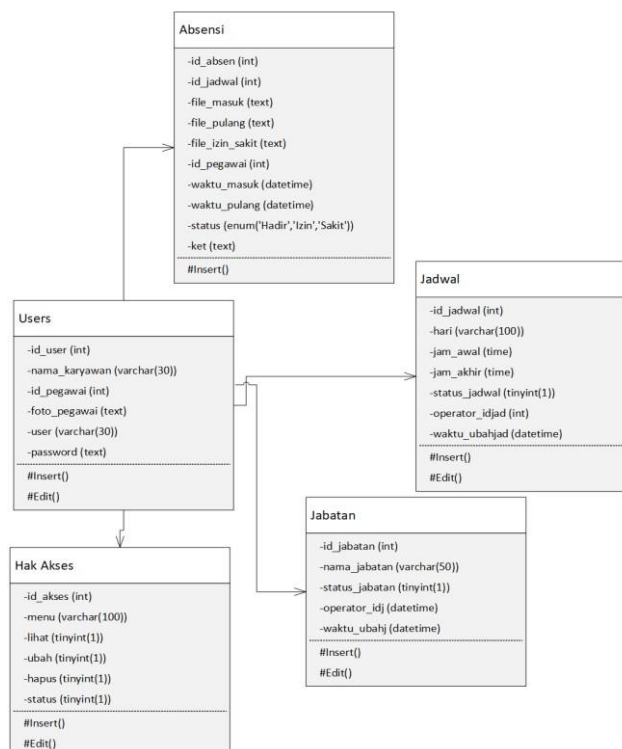 Absensi
-id_absen (int)
-id_jadwal (int)
-file_masuk (text)
-file_pulang (text)
-file_izin_sakit (text)
-id_pegawai (int)
-waktu_masuk (datetime)
-waktu_pulang (datetime)
-status (enum('Hadir','Izin','Sakit'))
-ket (text)
#Insert()
Users
-id_user (int)
-nama_karyawan (varchar(30))
-id_pegawai (int)
-foto_pegawai (text)
-user (varchar(30))
-password (text)
#Insert()
#Edit()
Jadwal
-id_jadwal (int)
-hari (varchar(100))
-jam_awal (time)
-jam_akhir (time)
-status_jadwal (tinyint(1))
-operator_idjad (int)
-waktu_ubahjad (datetime)
#Insert()
#Edit()
Jabatan
-id_jabatan (int)
-nama_jabatan (varchar(50))
-status_jabatan (tinyint(1))
-operator_idj (datetime)
-waktu_ubahj (datetime)
#Insert()
#Edit()
Hak Akses
-id_akses (int)
-menu (varchar(100))
-lihat (tinyint(1))
-ubah (tinyint(1))
-hapus (tinyint(1))
-status (tinyint(1))
#Insert()
#Edit()